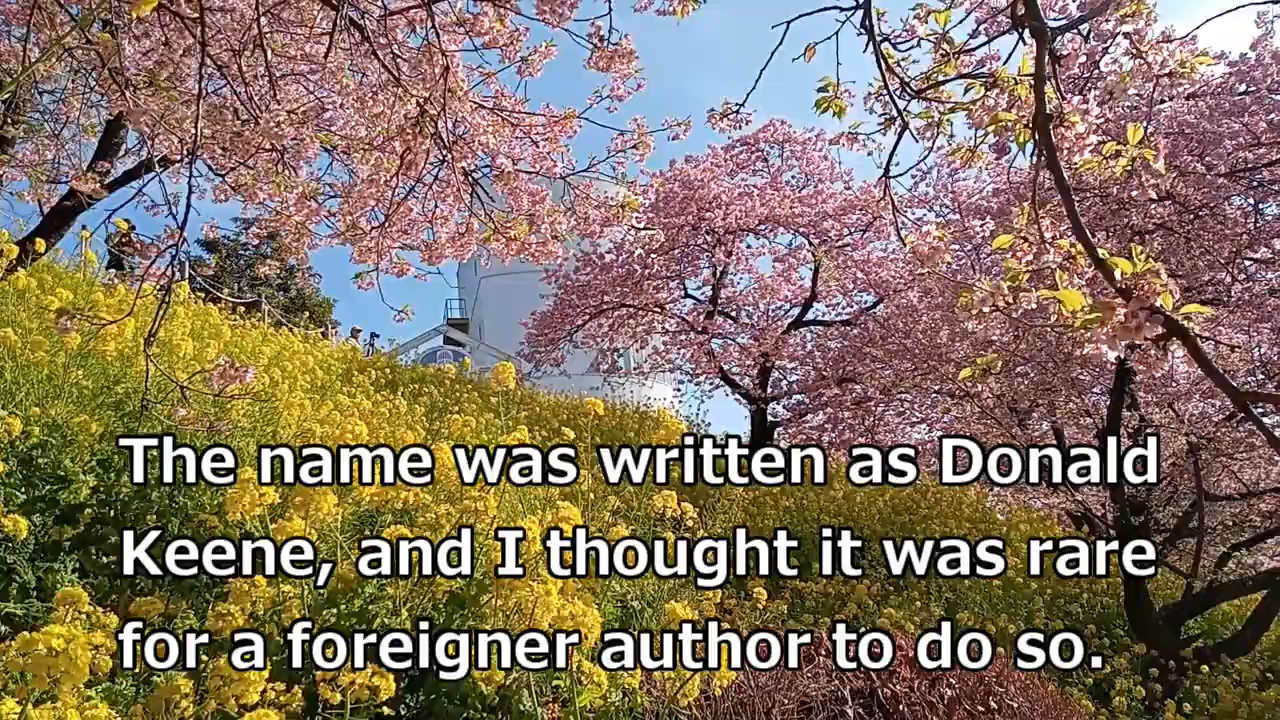 The name was written as Donald
Keene, and I thought it was rare
for a foreigner author to do so.